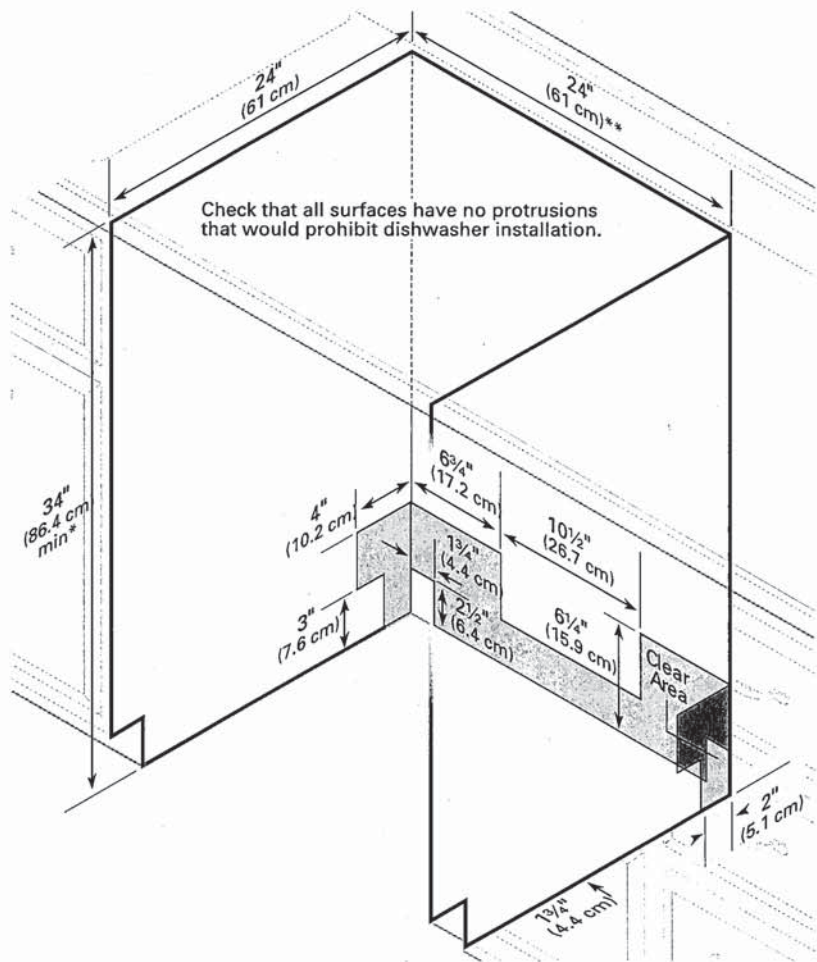 24"
(61 cm)
24"
(61 cm)**
Check that all surfaces have no protrusions
that would prohibit dishwasher installation.
34"
(86.4 cm
min*
4"
(10.2 cm)
6¾"
(17.2 cm)
10½"
(26.7 cm)
1¾"
(4.4 cm)
3"
(7.6 cm)
2½"
(6.4 cm)
6¼"
(15.9 cm)
Clear
Area
2"
(5.1 cm)
1¾"
(4.4 cm)